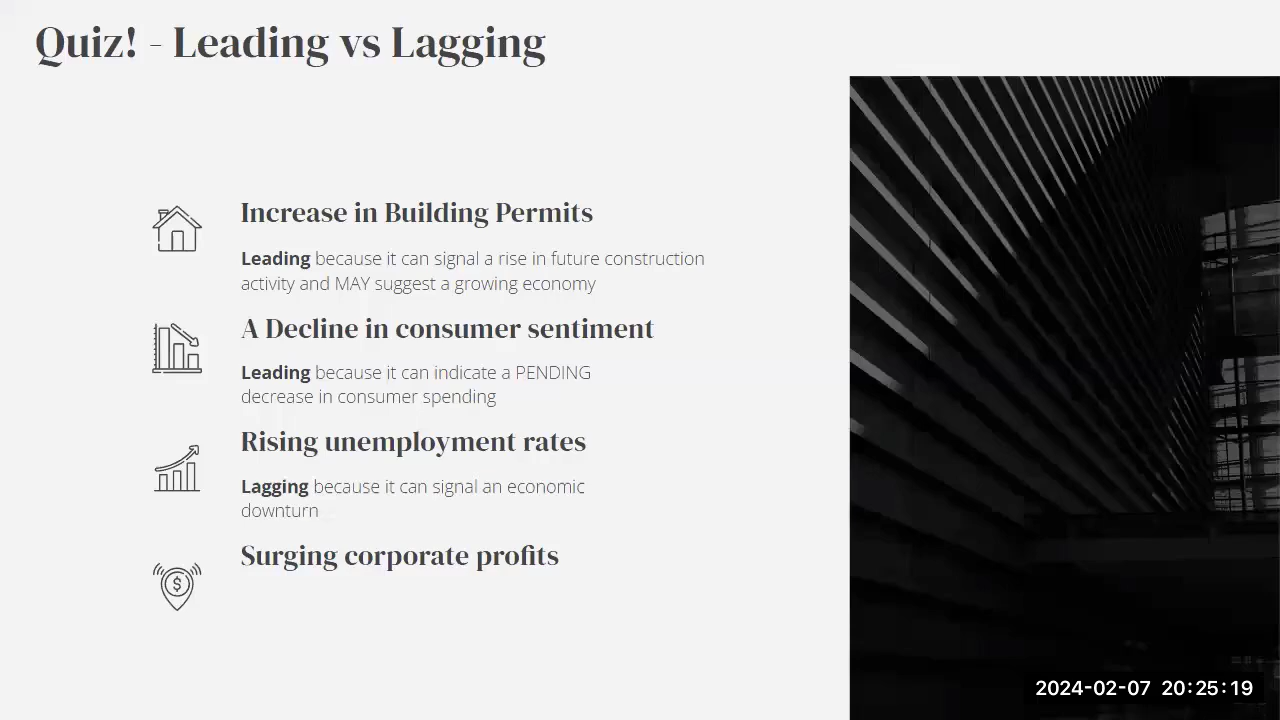 Quiz! - Leading vs Lagging
Increase in Building Permits
Leading because it can signal a rise in future construction
activity and MAY suggest a growing economy
A Decline in consumer sentiment
Leading because it can indicate a PENDING
decrease in consumer spending
Rising unemployment rates
Lagging because it can signal an economic
downturn
Surging corporate profits
$
2024-02-07 20:25:19